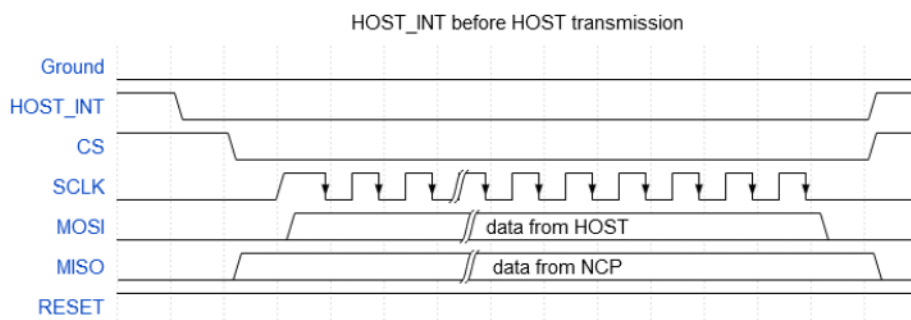 HOST_INT before HOST transmission
Ground
HOST_INT
CS
SCLK
MOSI
data from HOST
MISO
data from NCP
RESET